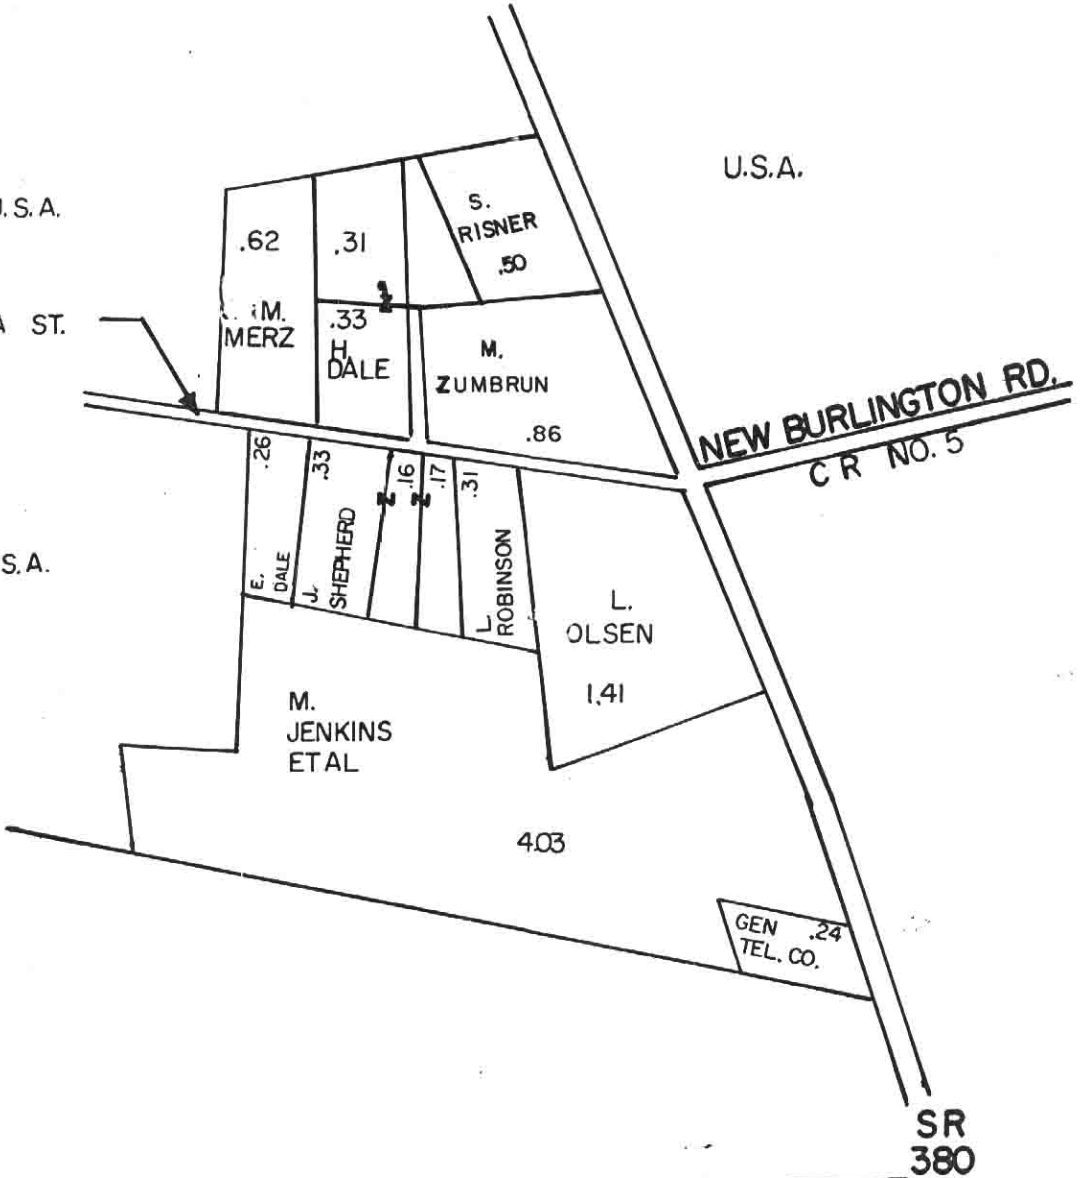 U.S.A.
.S.A.
S.
RISNER
.50
.62
.31
M.
MERZ
.33
H.
DALE
M.
ZUMBRUN
.86
ST.
NEW BURLINGTON RD.
CR NO. 5
.26
E.
DALE
.33
J.
SHEPHERD
.16
.17
.31
L.
ROBINSON
S.A.
L.
OLSEN
1.41
M.
JENKINS
ETAL
4.03
GEN .24
TEL. CO.
SR
380